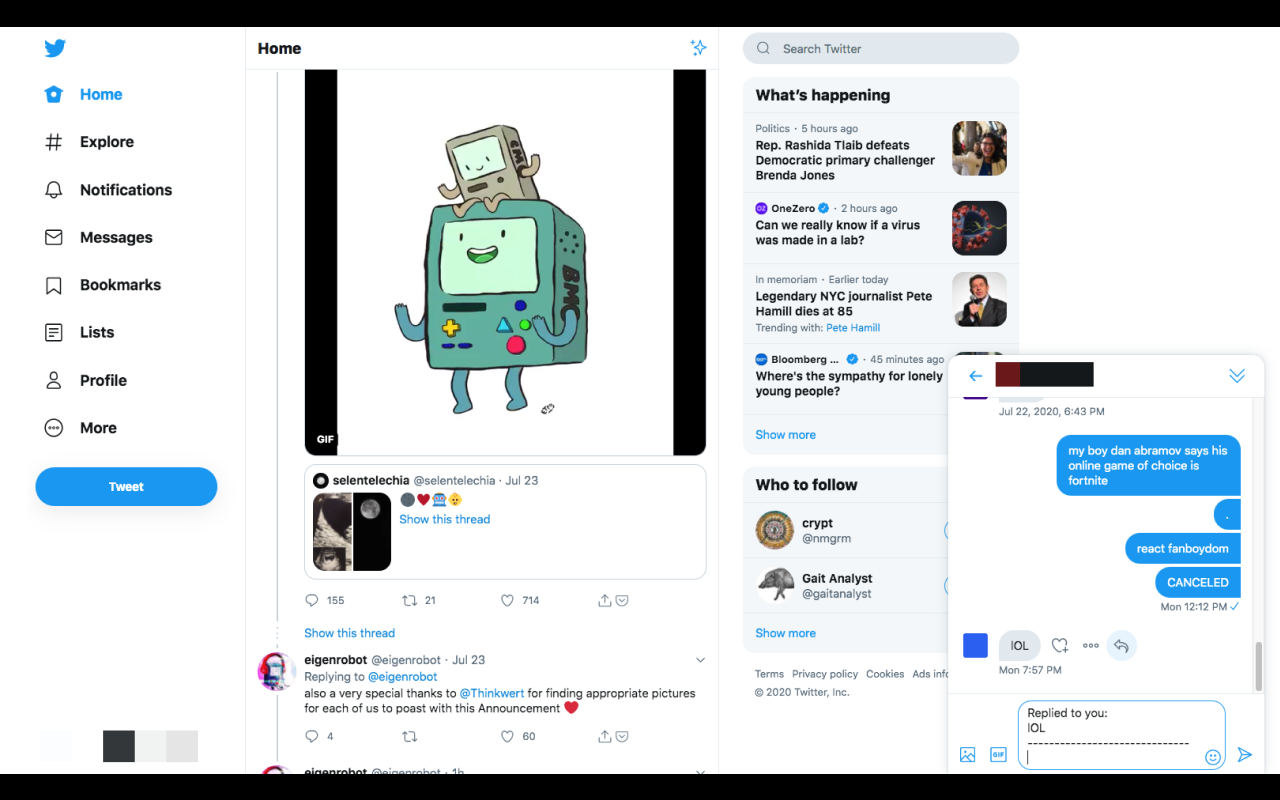 Home
Explore
Notifications
Messages
Bookmarks
Lists
Profile
More
Tweet
Home
BMO
BMO
GIF
selentelechia @selentelechia · Jul 23
Show this thread
155 21 714
Show this thread
eigenrobot @eigenrobot · Jul 23
Replying to @eigenrobot
also a very special thanks to @Thinkwert for finding appropriate pictures
for each of us to poast with this Announcement
4 60
eigenrobot @eigenrobot · 1h
Search Twitter
What's happening
Politics · 5 hours ago
Rep. Rashida Tlaib defeats
Democratic primary challenger
Brenda Jones
OZ OneZero · 2 hours ago
Can we really know if a virus
was made in a lab?
In memoriam · Earlier today
Legendary NYC journalist Pete
Hamill dies at 85
Trending with: Pete Hamill
Bloomberg ... · 45 minutes ago
Where's the sympathy for lonely
young people?
Show more
Who to follow
crypt
@nmgrm
Gait Analyst
@gaitanalyst
Show more
Terms Privacy policy Cookies Ads info
© 2020 Twitter, Inc.
Jul 22, 2020, 6:43 PM
my boy dan abramov says his
online game of choice is
fortnite
.
react fanboydom
CANCELED
Mon 12:12 PM
lOL
Mon 7:57 PM
Replied to you:
lOL
------------------------------
GIF